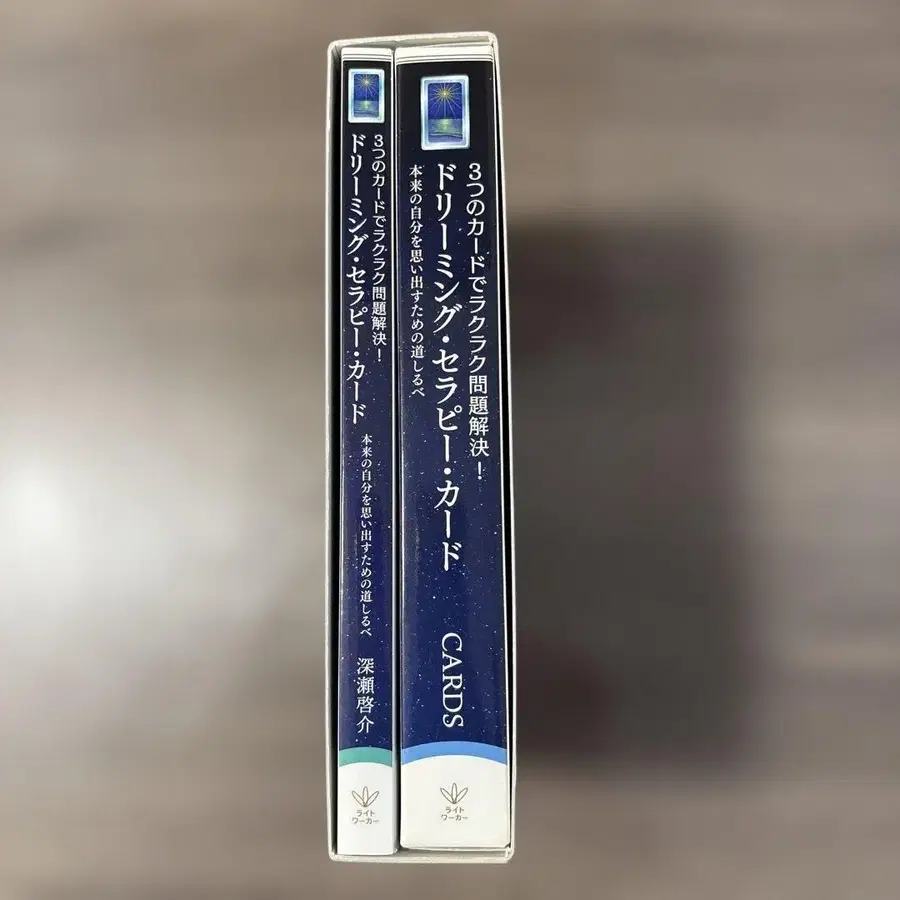 3つのカードでラクラク問題解決!
ドリーミング・セラピー・カード
本来の自分を思い出すための道しるべ
深瀬啓介
ライト
ワーカー
3つのカードでラクラク問題解決!
ドリーミング・セラピー・カード
本来の自分を思い出すための道しるべ
CARDS
ライト
ワーカー